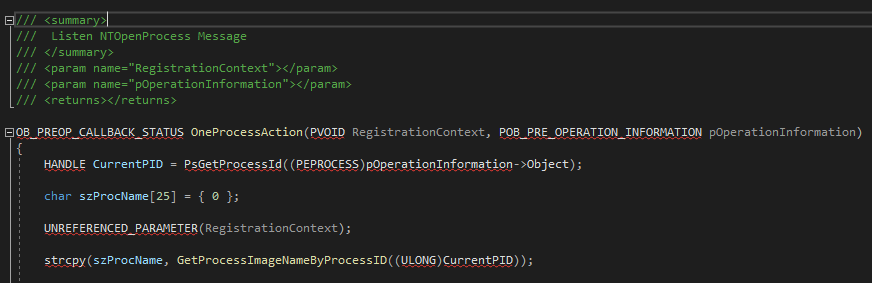 /// <summary>
///  Listen NTOpenProcess Message
/// </summary>
/// <param name="RegistrationContext"></param>
/// <param name="pOperationInformation"></param>
/// <returns></returns>
OB_PREOP_CALLBACK_STATUS OneProcessAction(PVOID RegistrationContext, POB_PRE_OPERATION_INFORMATION pOperationInformation)
{
    HANDLE CurrentPID = PsGetProcessId((PEPROCESS)pOperationInformation->Object);
    char szProcName[25] = { 0 };
    UNREFERENCED_PARAMETER(RegistrationContext);
    strcpy(szProcName, GetProcessImageNameByProcessID((ULONG)CurrentPID));